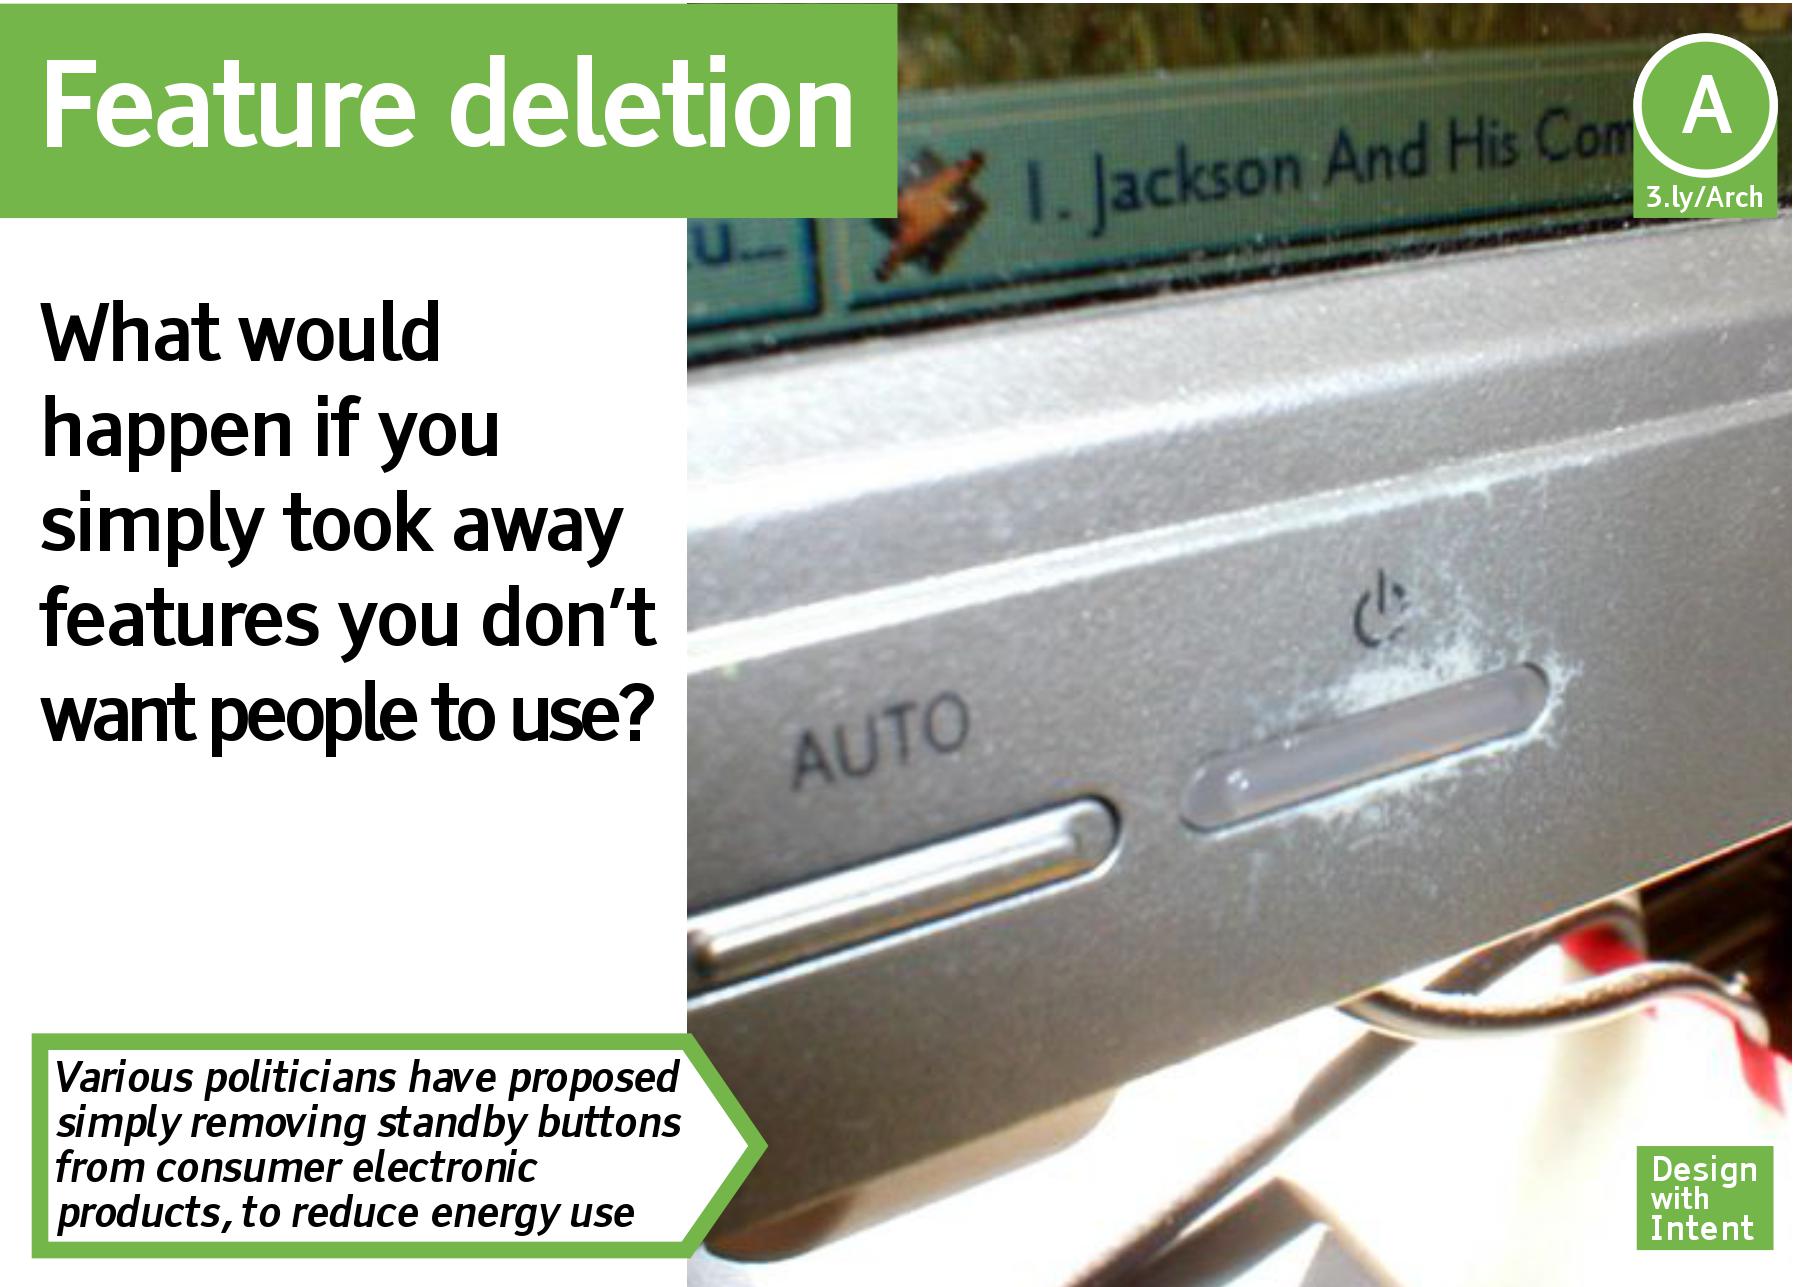 Feature deletion
A
3.ly/Arch
What would
happen if you
simply took away
features you don't
want people to use?
1. Jackson And His Com
u...
AUTO
Various politicians have proposed
simply removing standby buttons
from consumer electronic
products, to reduce energy use
Design
with
Intent